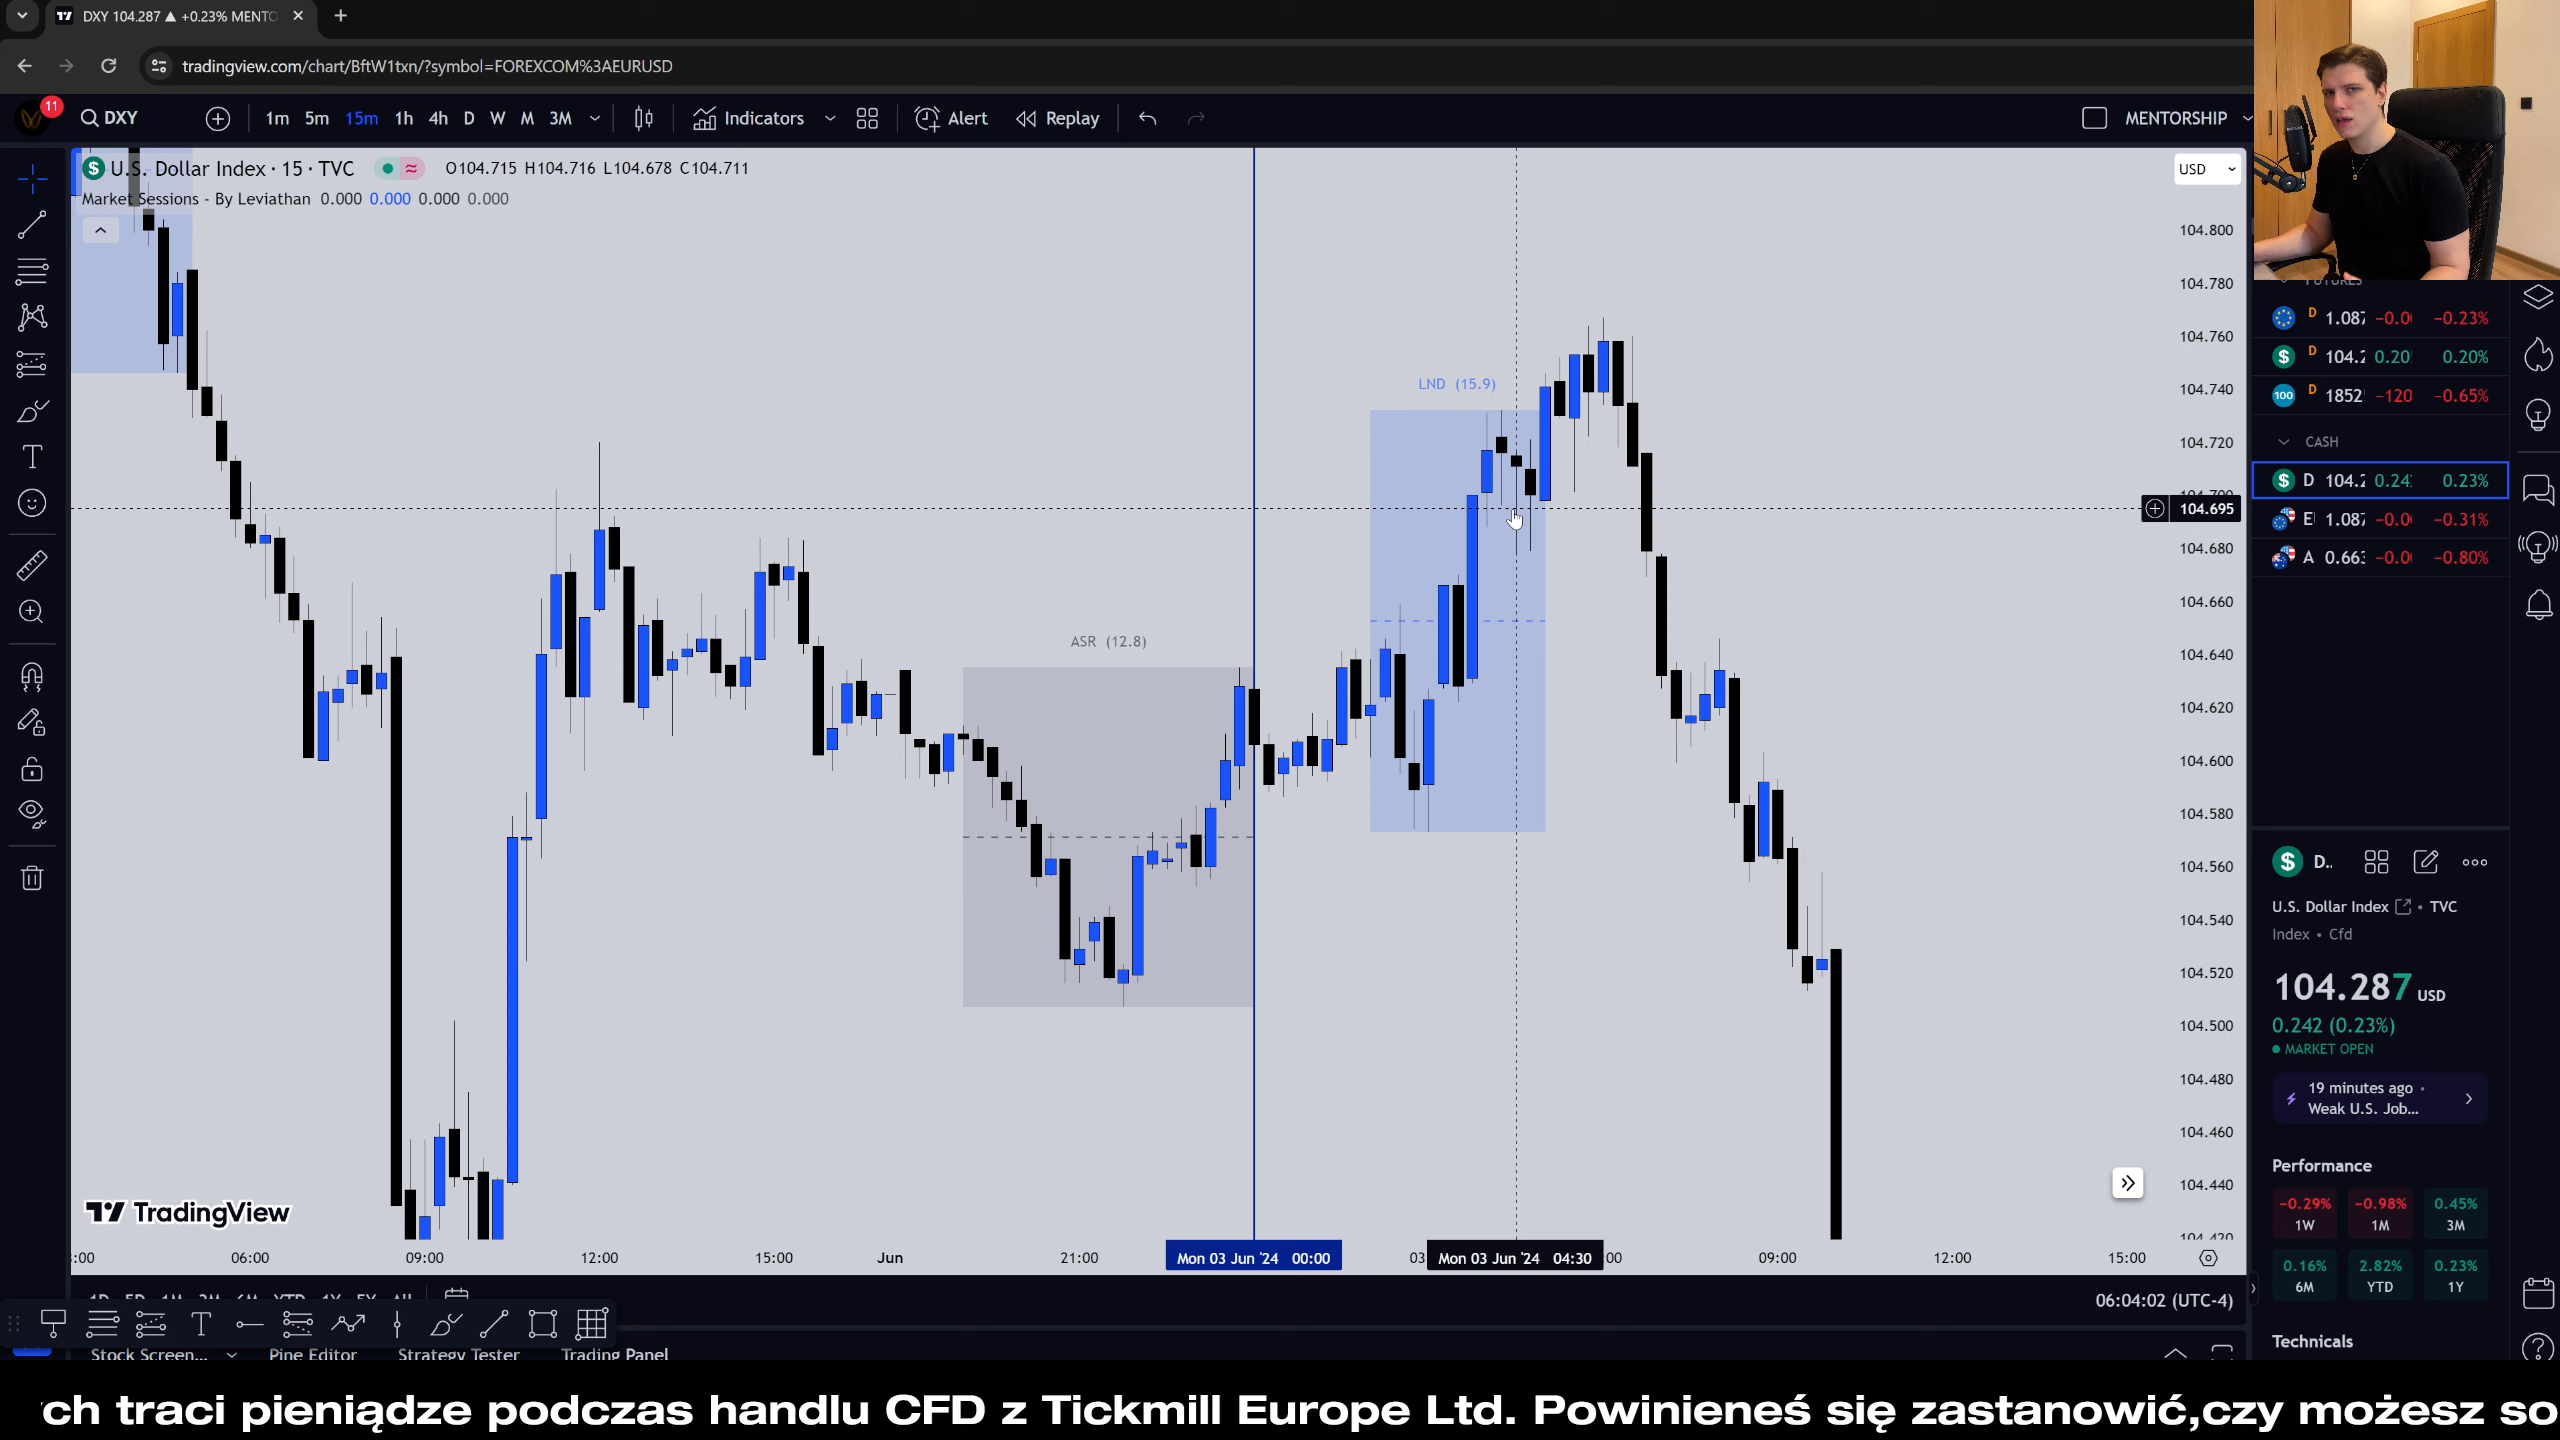 DXY 104.287 ▲ +0.23% MENTO
tradingview.com/chart/BftW1txn/?symbol=FOREXCOM%3AEURUSD
11
DXY
1m 5m 15m 1h 4h D W M 3M
Indicators
Alert
Replay
MENTORSHIP
U.S. Dollar Index · 15 · TVC
O104.715 H104.716 L104.678 C104.711
Market Sessions - By Leviathan 0.000 0.000 0.000 0.000
USD
104.800
104.780
104.760
104.740
104.720
104.695
104.680
104.660
104.640
104.620
104.600
104.580
104.560
104.540
104.520
104.500
104.480
104.460
104.440
104.420
LND (15.9)
ASR (12.8)
TradingView
:00
06:00
09:00
12:00
15:00
Jun
21:00
Mon 03 Jun '24 00:00
03
Mon 03 Jun '24 04:30
:00
09:00
12:00
15:00
06:04:02 (UTC-4)
Stock Screen...
Pine Editor
Strategy Tester
Trading Panel
FUTURES
D 1.087 −0.0 −0.23%
D 104.2 0.20 0.20%
100 D 1852 −120 −0.65%
CASH
D 104.2 0.24 0.23%
E 1.087 −0.0 −0.31%
A 0.663 −0.0 −0.80%
D..
U.S. Dollar Index • TVC
Index • Cfd
104.287 USD
0.242 (0.23%)
MARKET OPEN
19 minutes ago •
Weak U.S. Job...
Performance
−0.29% −0.98% 0.45%
1W 1M 3M
0.16% 2.82% 0.23%
6M YTD 1Y
Technicals
ch traci pieniądze podczas handlu CFD z Tickmill Europe Ltd. Powinieneś się zastanowić,czy możesz so